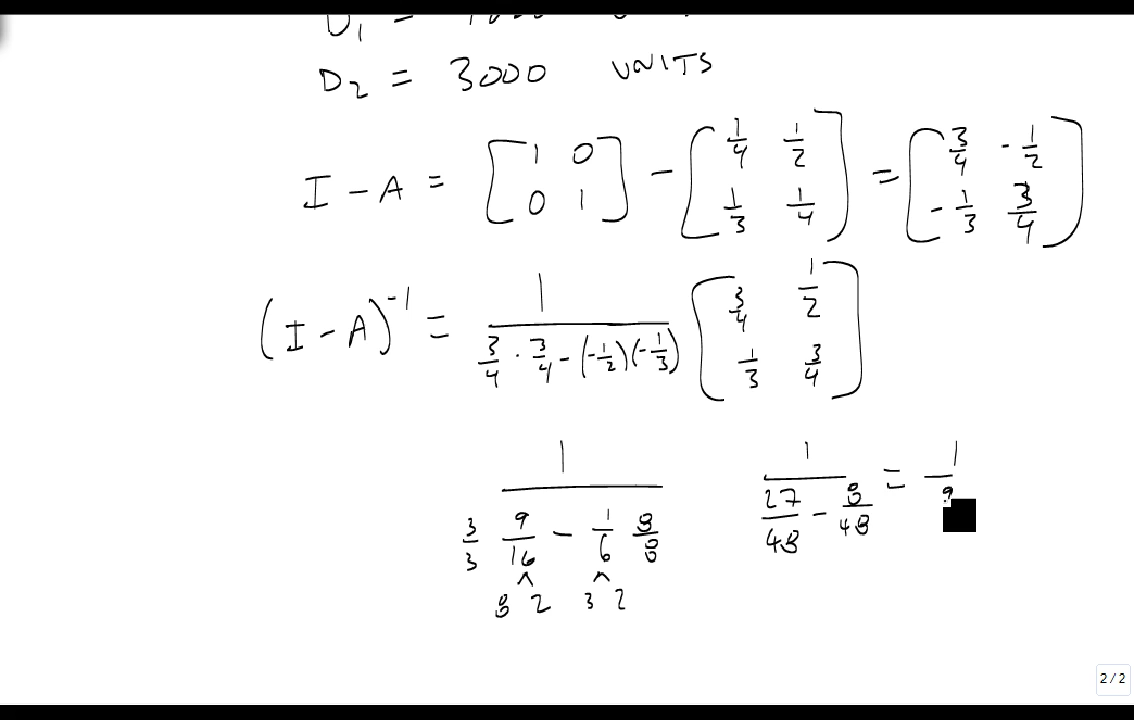 D2 = 3000 UNITS
I - A = [1 0; 0 1] - [1/4 1/2; 1/3 1/4] = [3/4 -1/2; -1/3 3/4]
(I - A)^-1 = 1/(3/4 · 3/4 - (-1/2)(-1/3)) [3/4 1/2; 1/3 3/4]
1/(3/3 9/16 - 1/6 8/8) 1/(27/48 - 8/48) = 1/
8 2 3 2
2/2